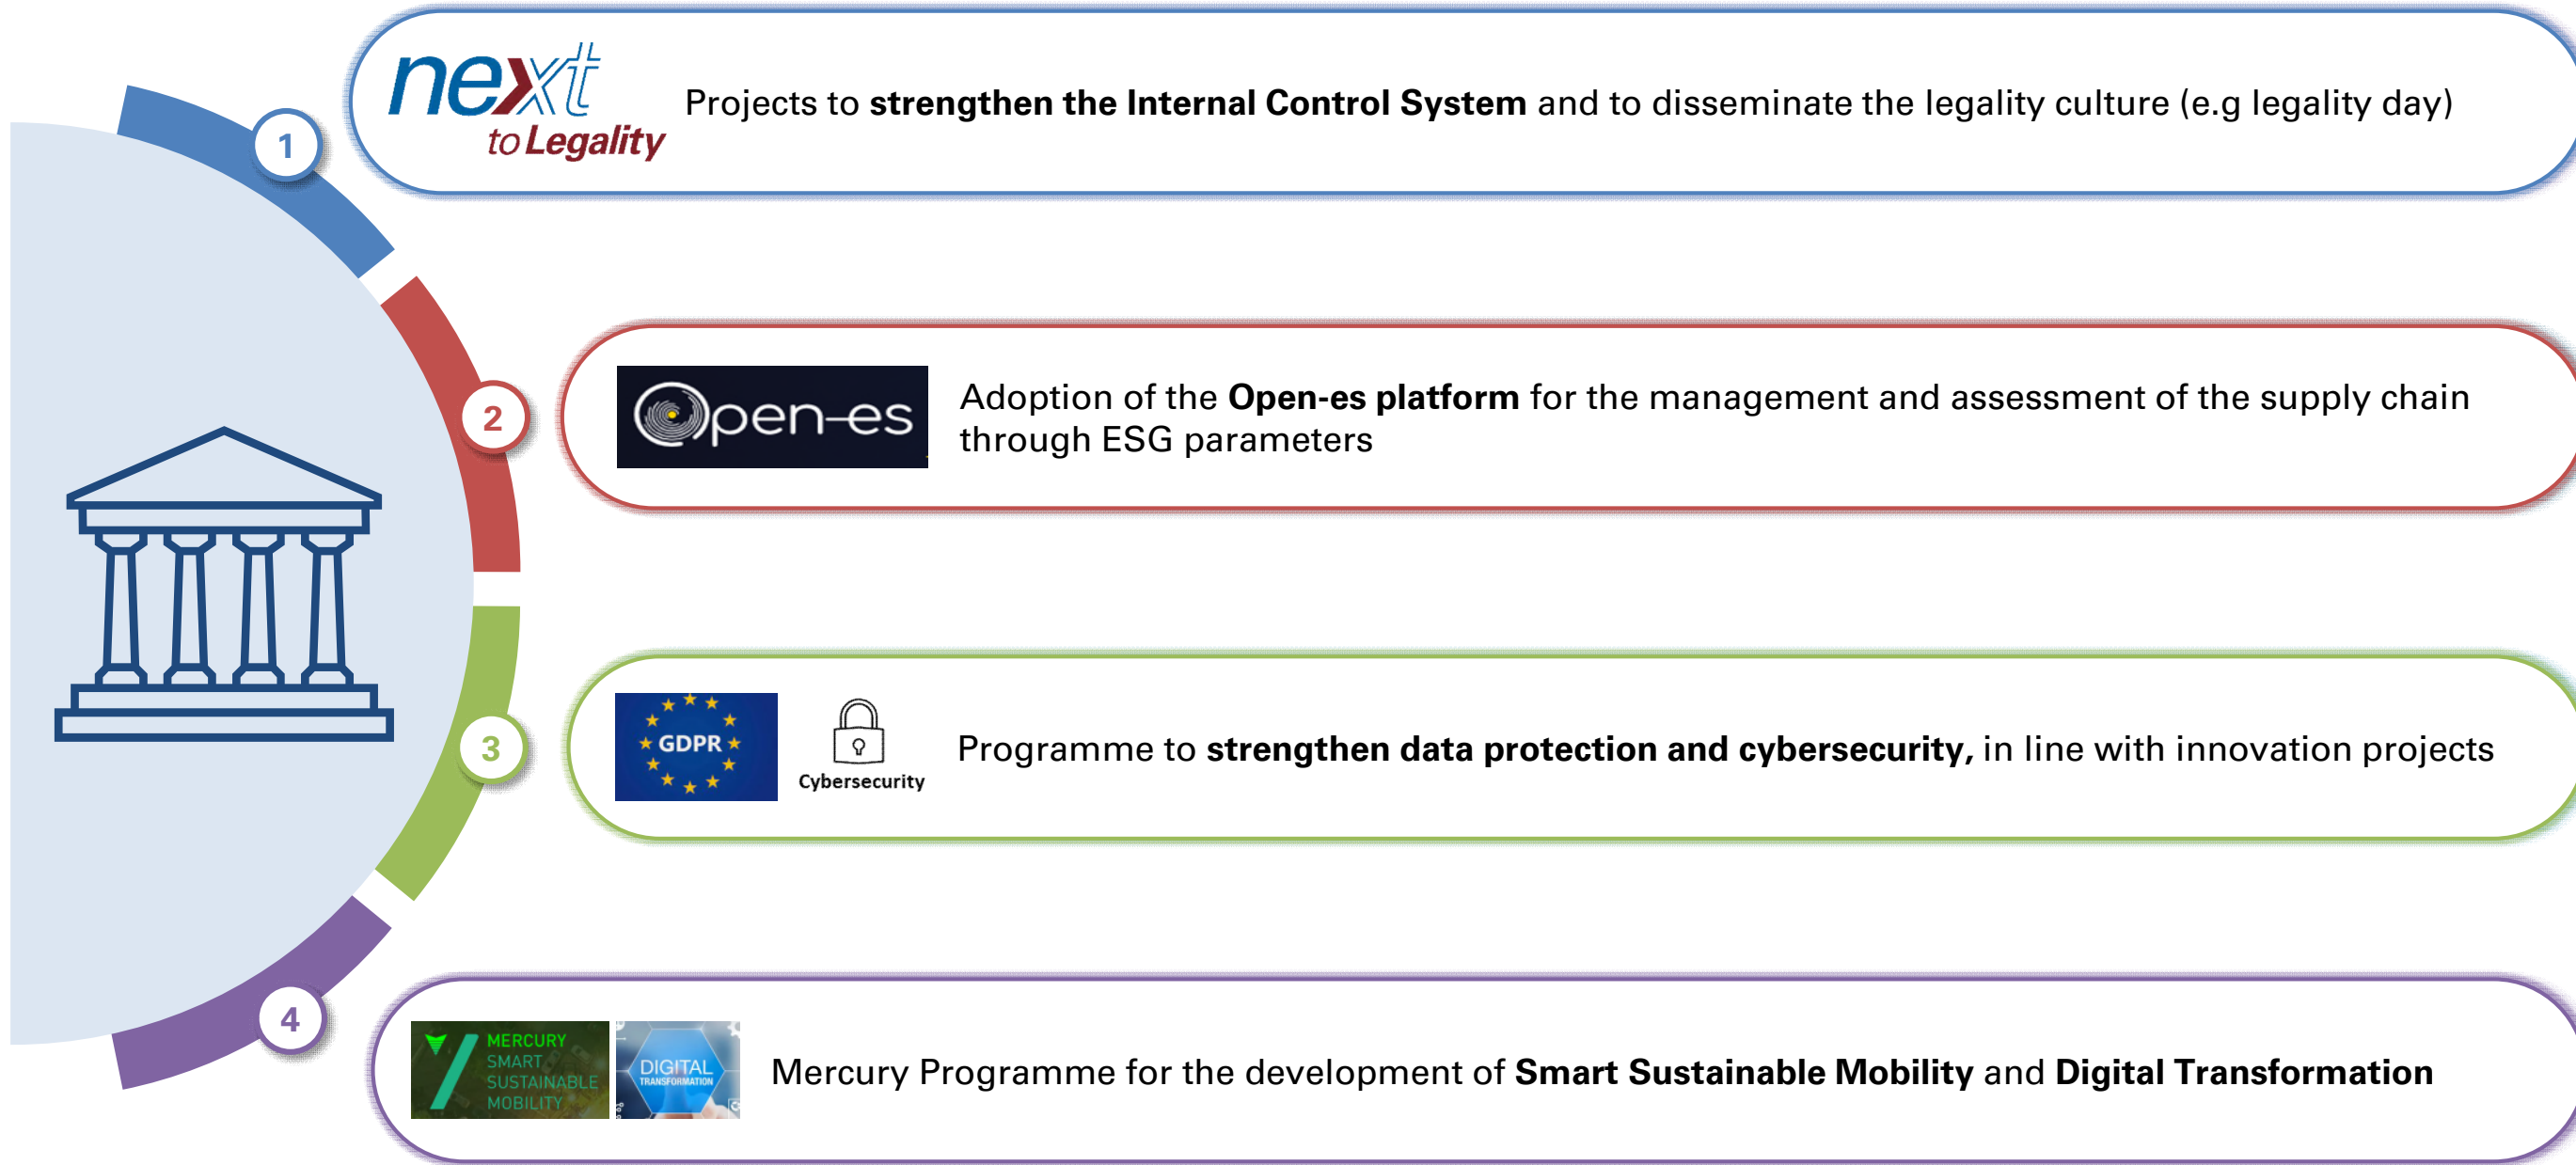 1
next
to Legality
Projects to strengthen the Internal Control System and to disseminate the legality culture (e.g legality day)
2
Open-es
Adoption of the Open-es platform for the management and assessment of the supply chain
through ESG parameters
3
GDPR
Cybersecurity
Programme to strengthen data protection and cybersecurity, in line with innovation projects
4
MERCURY
SMART
SUSTAINABLE
MOBILITY
DIGITAL
TRANSFORMATION
Mercury Programme for the development of Smart Sustainable Mobility and Digital Transformation